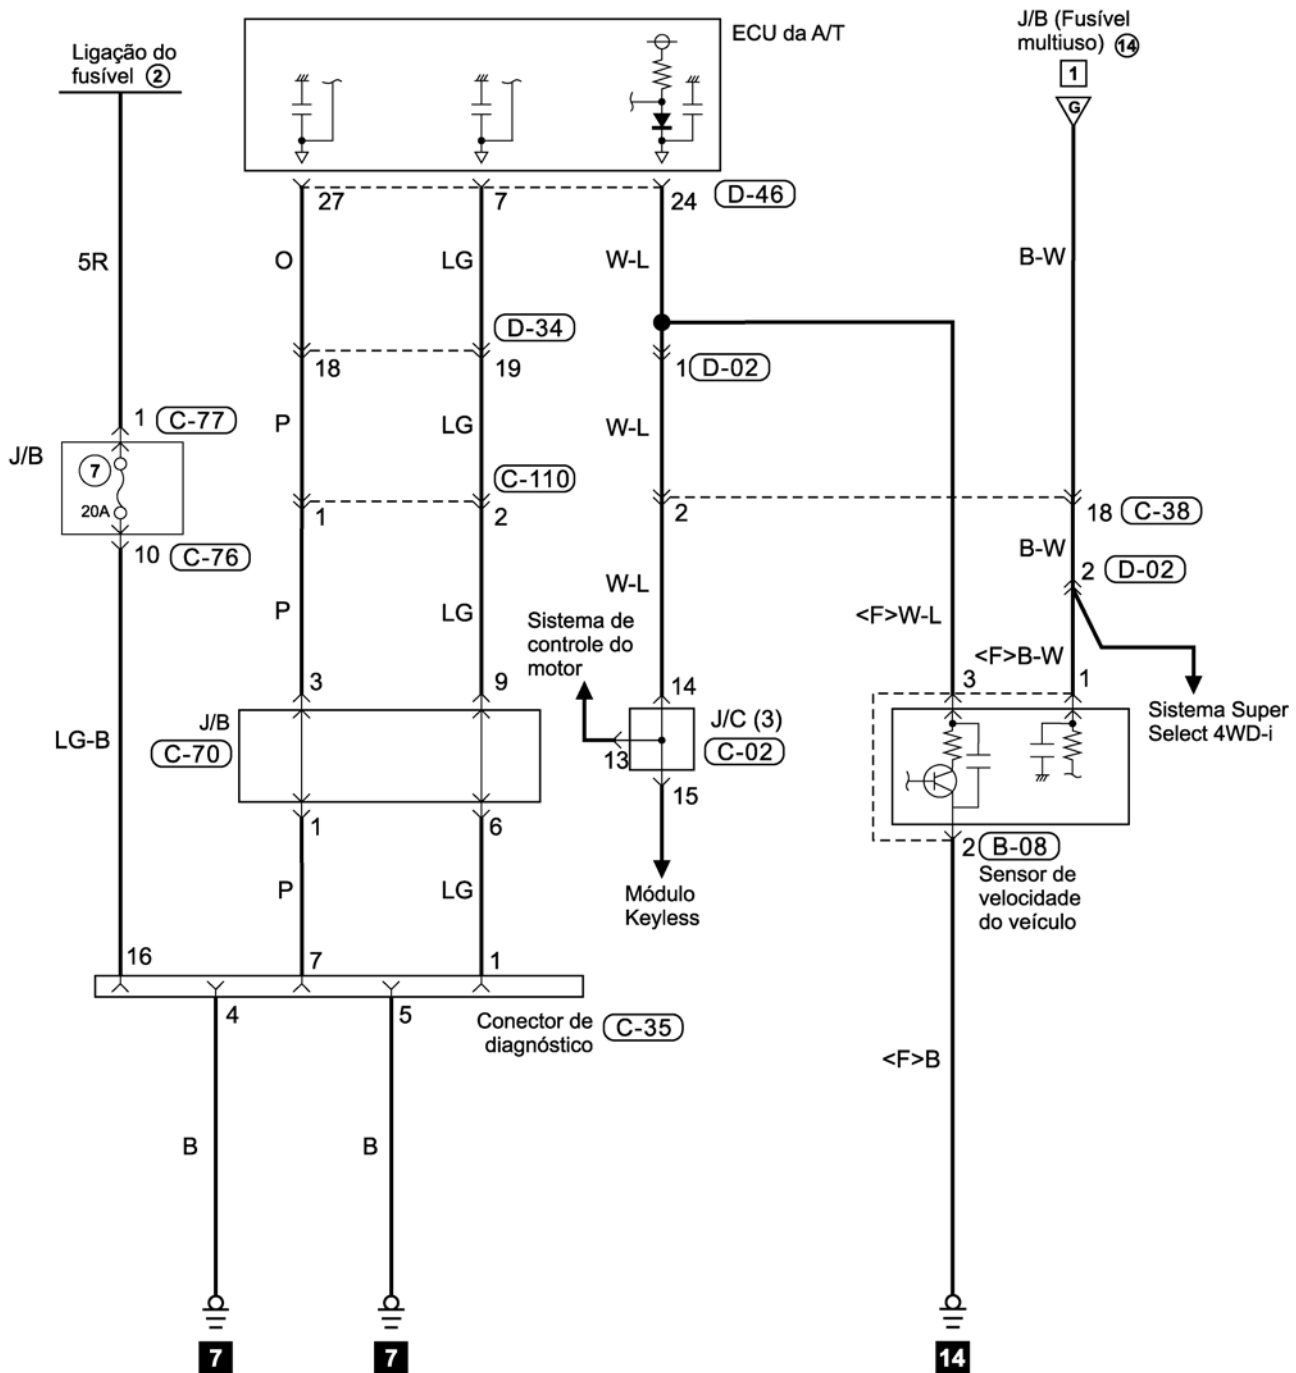 Ligação do
fusível 2
ECU da A/T
J/B (Fusível
multiuso) 14
1
G
27
7
24
D-46
5R
O
LG
W-L
B-W
D-34
18
19
1
D-02
1
C-77
P
LG
W-L
J/B
7
20A
C-110
1
2
2
18
C-38
10
C-76
B-W
2
D-02
P
LG
W-L
Sistema de
controle do
motor
<F>W-L
<F>B-W
3
9
14
3
1
Sistema Super
Select 4WD-i
LG-B
J/B
C-70
J/C (3)
C-02
13
15
1
6
2
B-08
Sensor de
velocidade
do veículo
P
LG
Módulo
Keyless
16
7
1
4
5
Conector de
diagnóstico
C-35
<F>B
B
B
7
7
14